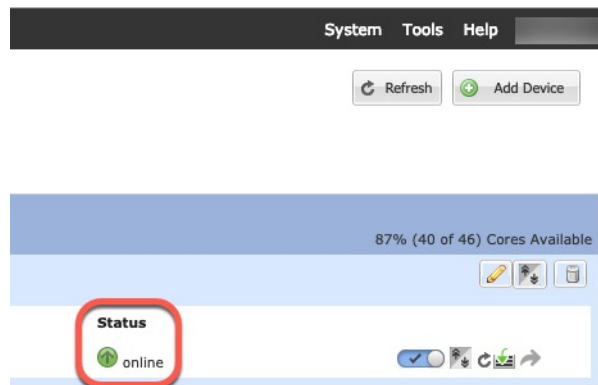 System Tools Help
Refresh Add Device
87% (40 of 46) Cores Available
Status
online